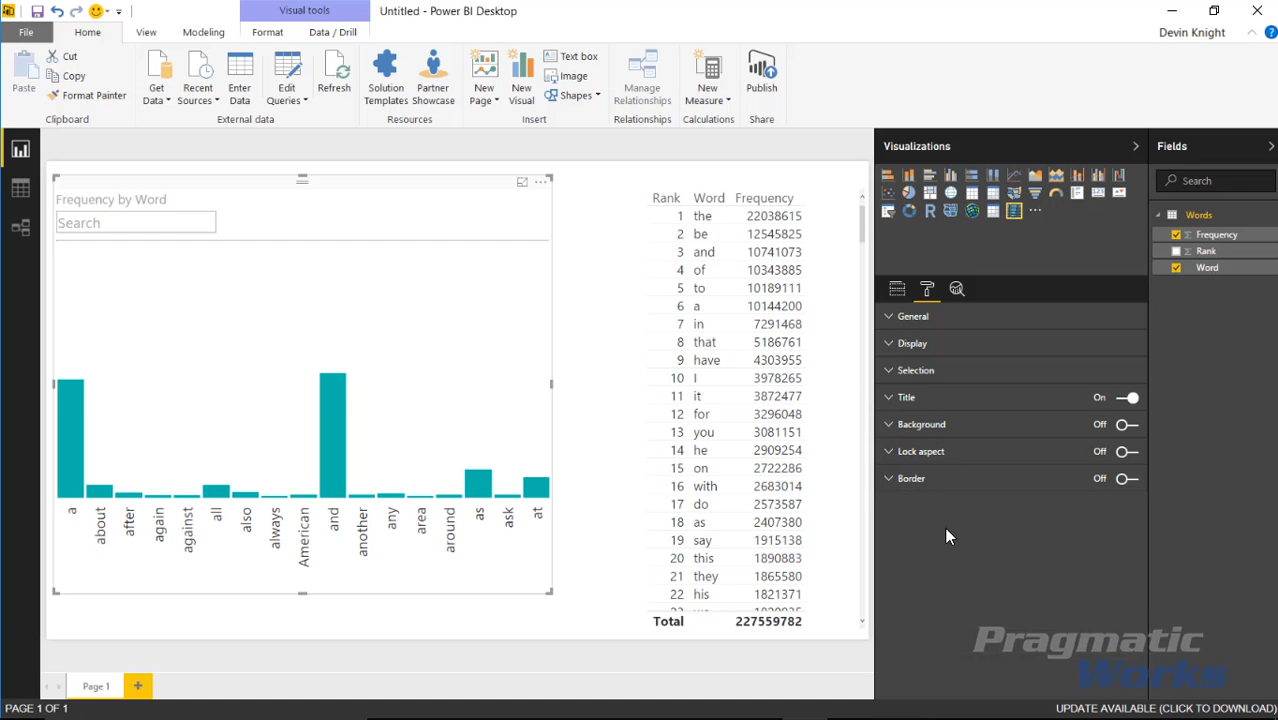 Visual tools
Untitled - Power BI Desktop
File
Home
View
Modeling
Format
Data / Drill
Devin Knight
Paste
Cut
Copy
Format Painter
Clipboard
Get Data
Recent Sources
Enter Data
Edit Queries
Refresh
External data
Solution Templates
Partner Showcase
Resources
New Page
New Visual
Text box
Image
Shapes
Insert
Manage Relationships
Relationships
New Measure
Calculations
Publish
Share
Frequency by Word
Search
a
about
after
again
against
all
also
always
American
and
another
any
area
around
as
ask
at
Rank Word Frequency
1 the 22038615
2 be 12545825
3 and 10741073
4 of 10343885
5 to 10189111
6 a 10144200
7 in 7291468
8 that 5186761
9 have 4303955
10 I 3978265
11 it 3872477
12 for 3296048
13 you 3081151
14 he 2909254
15 on 2722286
16 with 2683014
17 do 2573587
18 as 2407380
19 say 1915138
20 this 1890883
21 they 1865580
22 his 1821371
Total 227559782
Visualizations
R
General
Display
Selection
Title On
Background Off
Lock aspect Off
Border Off
Fields
Search
Words
Σ Frequency
Σ Rank
Word
Pragmatic
Works
Page 1
PAGE 1 OF 1
UPDATE AVAILABLE (CLICK TO DOWNLOAD)